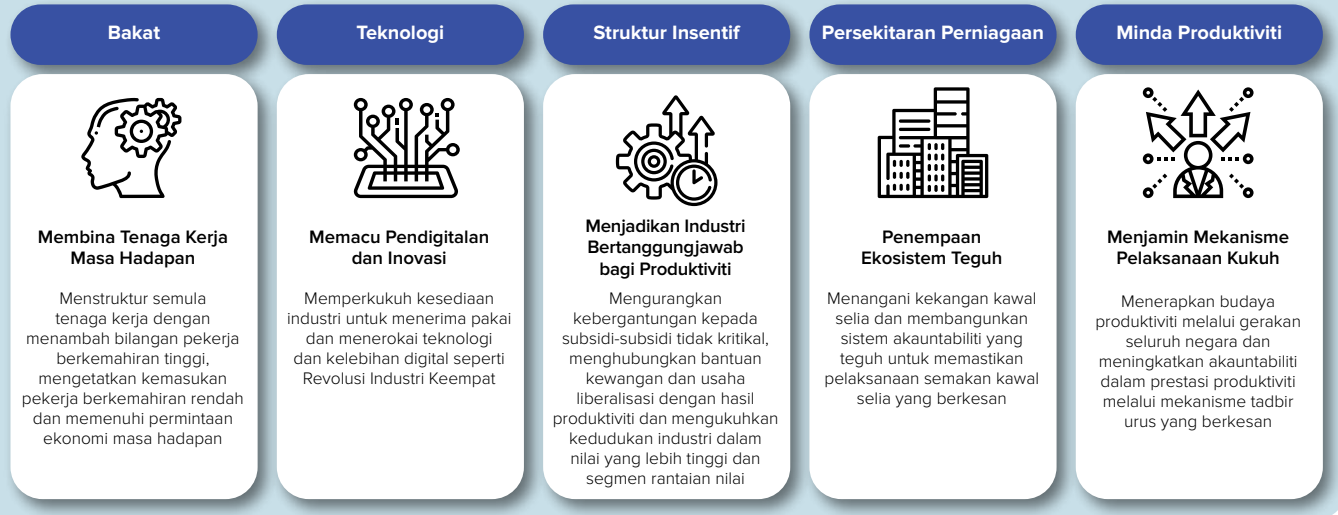 Bakat
Membina Tenaga Kerja
Masa Hadapan
Menstruktur semula
tenaga kerja dengan
menambah bilangan pekerja
berkemahiran tinggi,
mengetatkan kemasukan
pekerja berkemahiran rendah
dan memenuhi permintaan
ekonomi masa hadapan
Teknologi
Memacu Pendigitalan
dan Inovasi
Memperkukuh kesediaan
industri untuk menerima pakai
dan menerokai teknologi
dan kelebihan digital seperti
Revolusi Industri Keempat
Struktur Insentif
Menjadikan Industri
Bertanggungjawab
bagi Produktiviti
Mengurangkan
kebergantungan kepada
subsidi-subsidi tidak kritikal,
menghubungkan bantuan
kewangan dan usaha
liberalisasi dengan hasil
produktiviti dan mengukuhkan
kedudukan industri dalam
nilai yang lebih tinggi dan
segmen rantaian nilai
Persekitaran Perniagaan
Penempaan
Ekosistem Teguh
Menangani kekangan kawal
selia dan membangunkan
sistem akauntabiliti yang
teguh untuk memastikan
pelaksanaan semakan kawal
selia yang berkesan
Minda Produktiviti
Menjamin Mekanisme
Pelaksanaan Kukuh
Menerapkan budaya
produktiviti melalui gerakan
seluruh negara dan
meningkatkan akauntabiliti
dalam prestasi produktiviti
melalui mekanisme tadbir
urus yang berkesan